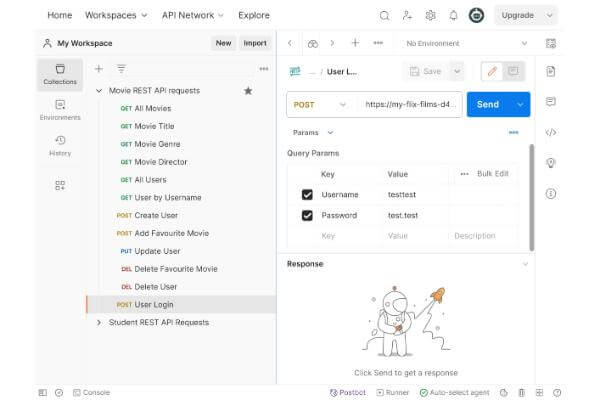 Home Workspaces API Network Explore Upgrade
My Workspace New Import No Environment
Collections
Environments
History
Movie REST API requests
GET All Movies
GET Movie Title
GET Movie Genre
GET Movie Director
GET All Users
GET User by Username
POST Create User
POST Add Favourite Movie
PUT Update User
DEL Delete Favourite Movie
DEL Delete User
POST User Login
Student REST API Requests
... / User L... Save
POST https://my-flix-films-d4... Send
Params
Query Params
Key Value Bulk Edit
Username testtest
Password test.test
Key Value Description
Response
Click Send to get a response
Console Postbot Runner Auto-select agent